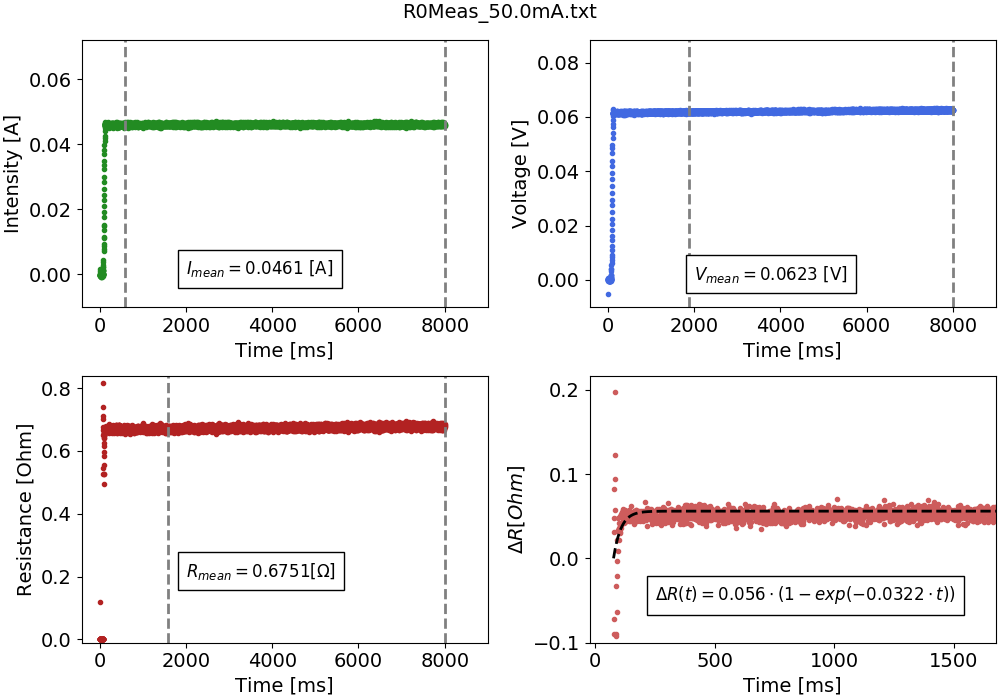 R0Meas_50.0mA.txt
Intensity [A]
0.06
0.04
0.02
0.00
I_mean = 0.0461 [A]
0 2000 4000 6000 8000
Time [ms]
Voltage [V]
0.08
0.06
0.04
0.02
0.00
V_mean = 0.0623 [V]
0 2000 4000 6000 8000
Time [ms]
Resistance [Ohm]
0.8
0.6
0.4
0.2
0.0
R_mean = 0.6751[Ω]
0 2000 4000 6000 8000
Time [ms]
ΔR[Ohm]
0.2
0.1
0.0
−0.1
ΔR(t) = 0.056 · (1 − exp(−0.0322 · t))
0 500 1000 1500
Time [ms]